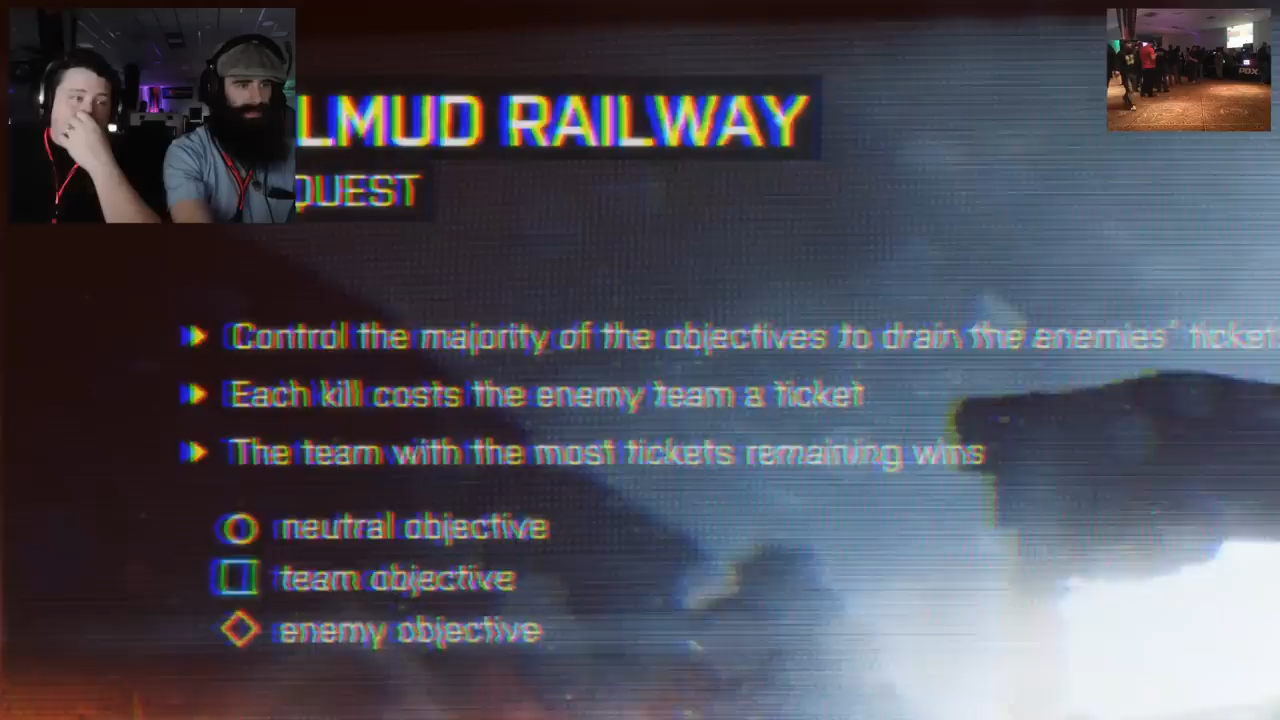 LMUD RAILWAY
QUEST
Control the majority of the objectives to drain the enemies' ticket
Each kill costs the enemy team a ticket
The team with the most tickets remaining wins
neutral objective
team objective
enemy objective
PDX